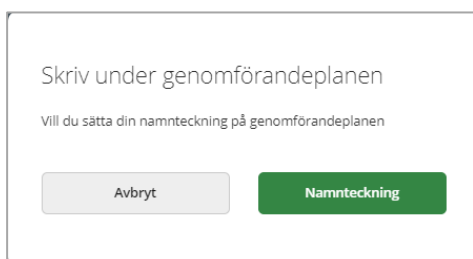 Skriv under genomförandeplanen
Vill du sätta din namnteckning på genomförandeplanen
Avbryt
Namnteckning